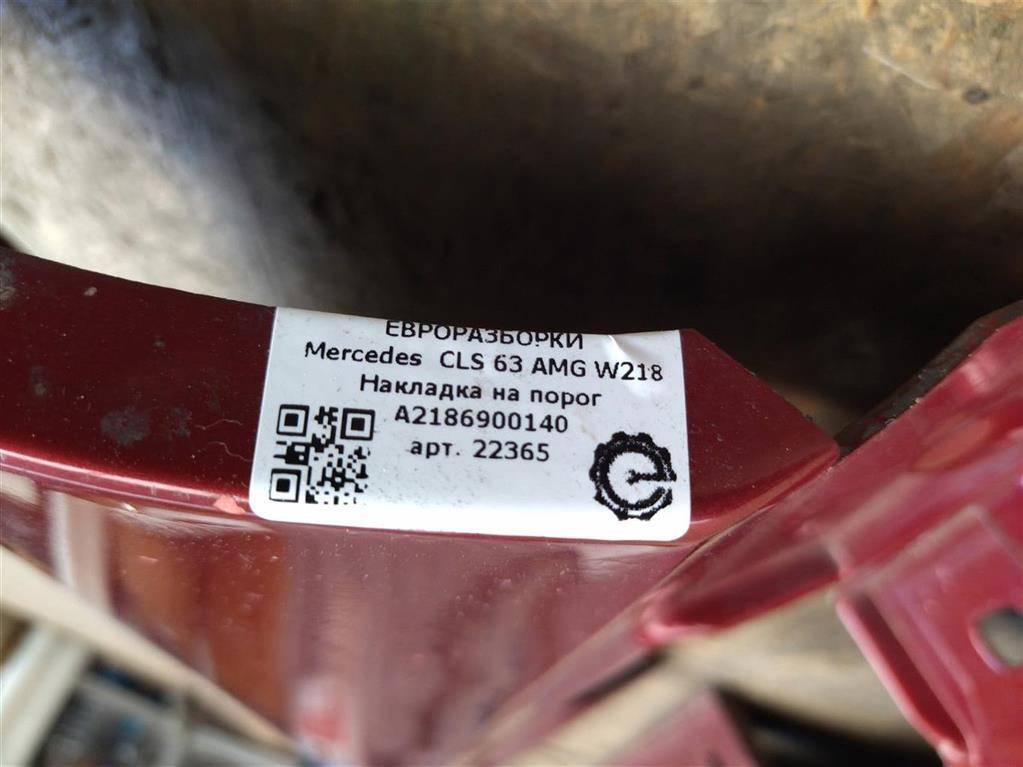 ЕВРОРАЗБОРКИ
Mercedes CLS 63 AMG W218
Накладка на порог
A2186900140
арт. 22365